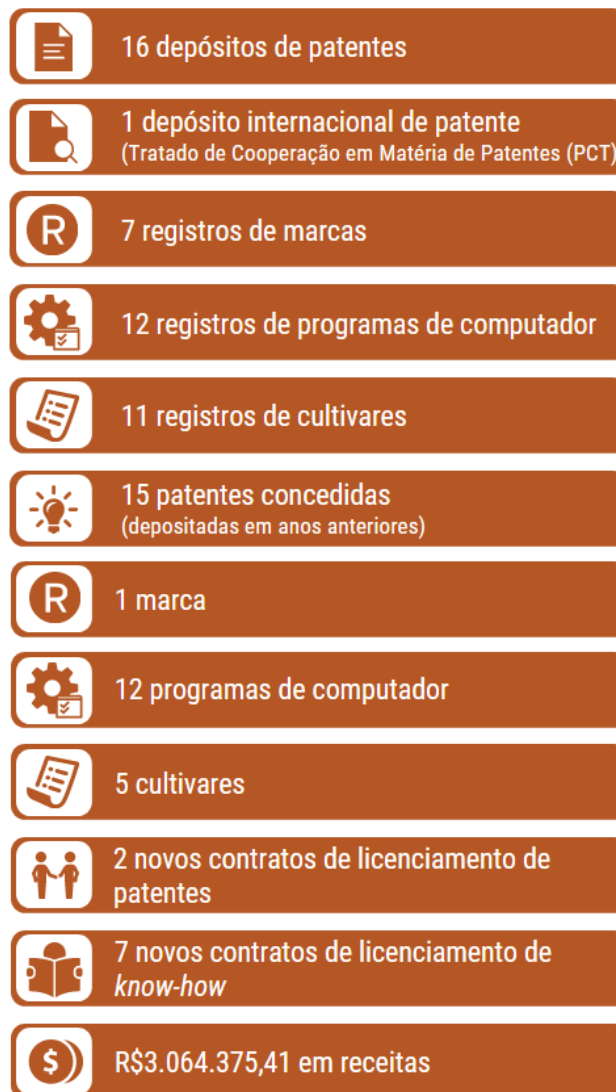 16 depósitos de patentes
1 depósito internacional de patente
(Tratado de Cooperação em Matéria de Patentes (PCT)
R
7 registros de marcas
12 registros de programas de computador
11 registros de cultivares
15 patentes concedidas
(depositadas em anos anteriores)
R
1 marca
12 programas de computador
5 cultivares
2 novos contratos de licenciamento de
patentes
7 novos contratos de licenciamento de
know-how
$
R$3.064.375,41 em receitas